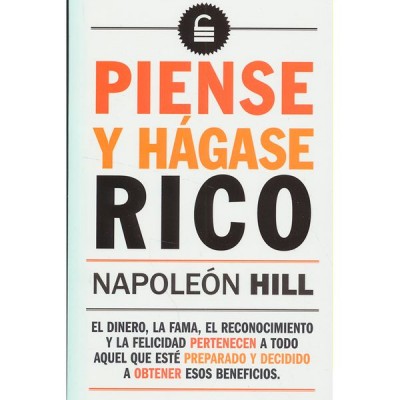 PIENSE
Y HÁGASE
RICO
NAPOLEÓN HILL
EL DINERO, LA FAMA, EL RECONOCIMIENTO
Y LA FELICIDAD PERTENECEN A TODO
AQUEL QUE ESTÉ PREPARADO Y DECIDIDO
A OBTENER ESOS BENEFICIOS.